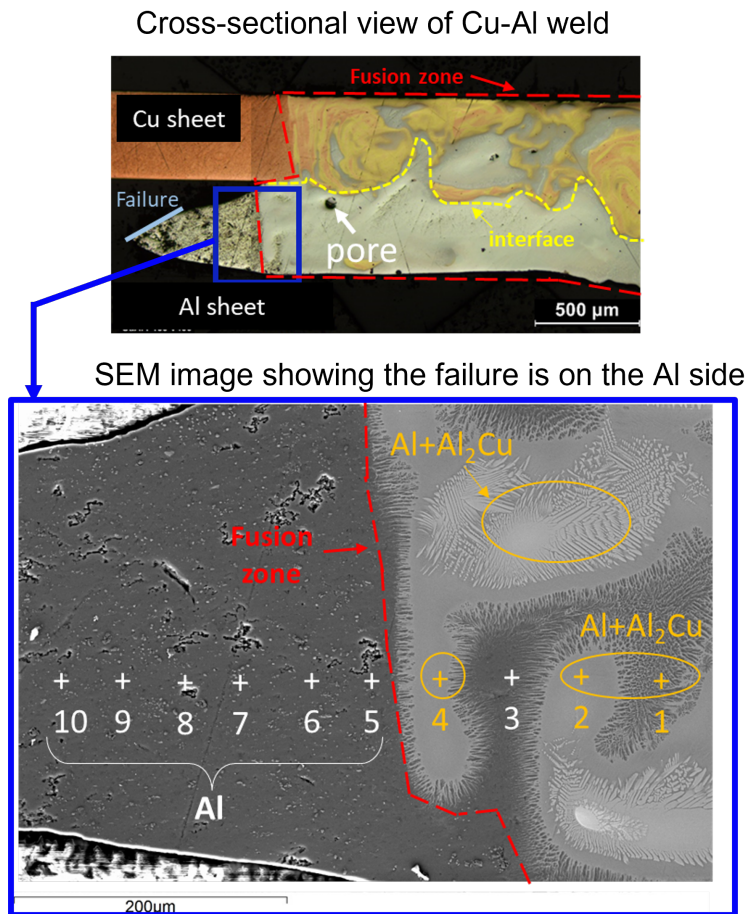 Cross-sectional view of Cu-Al weld
Fusion zone
Cu sheet
Failure
pore
interface
Al sheet
500 µm
SEM image showing the failure is on the Al side
Al+Al₂Cu
Fusion
zone
Al+Al₂Cu
10 9 8 7 6 5 4 3 2 1
Al
200um